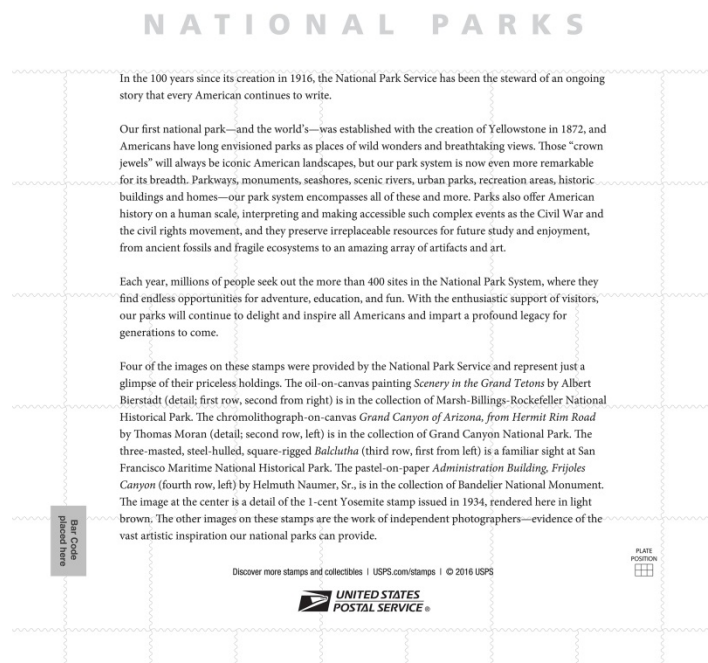 NATIONAL PARKS
In the 100 years since its creation in 1916, the National Park Service has been the steward of an ongoing
story that every American continues to write.
Our first national park—and the world's—was established with the creation of Yellowstone in 1872, and
Americans have long envisioned parks as places of wild wonders and breathtaking views. Those “crown
jewels” will always be iconic American landscapes, but our park system is now even more remarkable
for its breadth. Parkways, monuments, seashores, scenic rivers, urban parks, recreation areas, historic
buildings and homes—our park system encompasses all of these and more. Parks also offer American
history on a human scale, interpreting and making accessible such complex events as the Civil War and
the civil rights movement, and they preserve irreplaceable resources for future study and enjoyment,
from ancient fossils and fragile ecosystems to an amazing array of artifacts and art.
Each year, millions of people seek out the more than 400 sites in the National Park System, where they
find endless opportunities for adventure, education, and fun. With the enthusiastic support of visitors,
our parks will continue to delight and inspire all Americans and impart a profound legacy for
generations to come.
Four of the images on these stamps were provided by the National Park Service and represent just a
glimpse of their priceless holdings. The oil-on-canvas painting Scenery in the Grand Tetons by Albert
Bierstadt (detail; first row, second from right) is in the collection of Marsh-Billings-Rockefeller National
Historical Park. The chromolithograph-on-canvas Grand Canyon of Arizona, from Hermit Rim Road
by Thomas Moran (detail; second row, left) is in the collection of Grand Canyon National Park. The
three-masted, steel-hulled, square-rigged Balclutha (third row, first from left) is a familiar sight at San
Francisco Maritime National Historical Park. The pastel-on-paper Administration Building, Frijoles
Canyon (fourth row, left) by Helmuth Naumer, Sr., is in the collection of Bandelier National Monument.
The image at the center is a detail of the 1-cent Yosemite stamp issued in 1934, rendered here in light
brown. The other images on these stamps are the work of independent photographers—evidence of the
vast artistic inspiration our national parks can provide.
Bar Code
placed here
PLATE
POSITION
Discover more stamps and collectibles | USPS.com/stamps | © 2016 USPS
UNITED STATES
POSTAL SERVICE ®